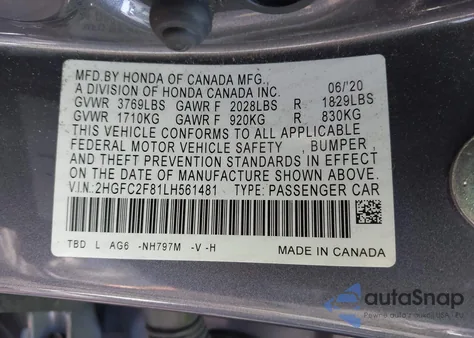 MFD.BY HONDA OF CANADA MFG.,
A DIVISION OF HONDA CANADA INC. 06/'20
GVWR 3769LBS GAWR F 2028LBS R 1829LBS
GVWR 1710KG GAWR F 920KG R 830KG
THIS VEHICLE CONFORMS TO ALL APPLICABLE
FEDERAL MOTOR VEHICLE SAFETY , BUMPER ,
AND THEFT PREVENTION STANDARDS IN EFFECT
ON THE DATE OF MANUFACTURE SHOWN ABOVE.
V.I.N.: 2HGFC2F81LH561481 TYPE: PASSENGER CAR
TBD L AG6 -NH797M -V -H
MADE IN CANADA
autoSnap